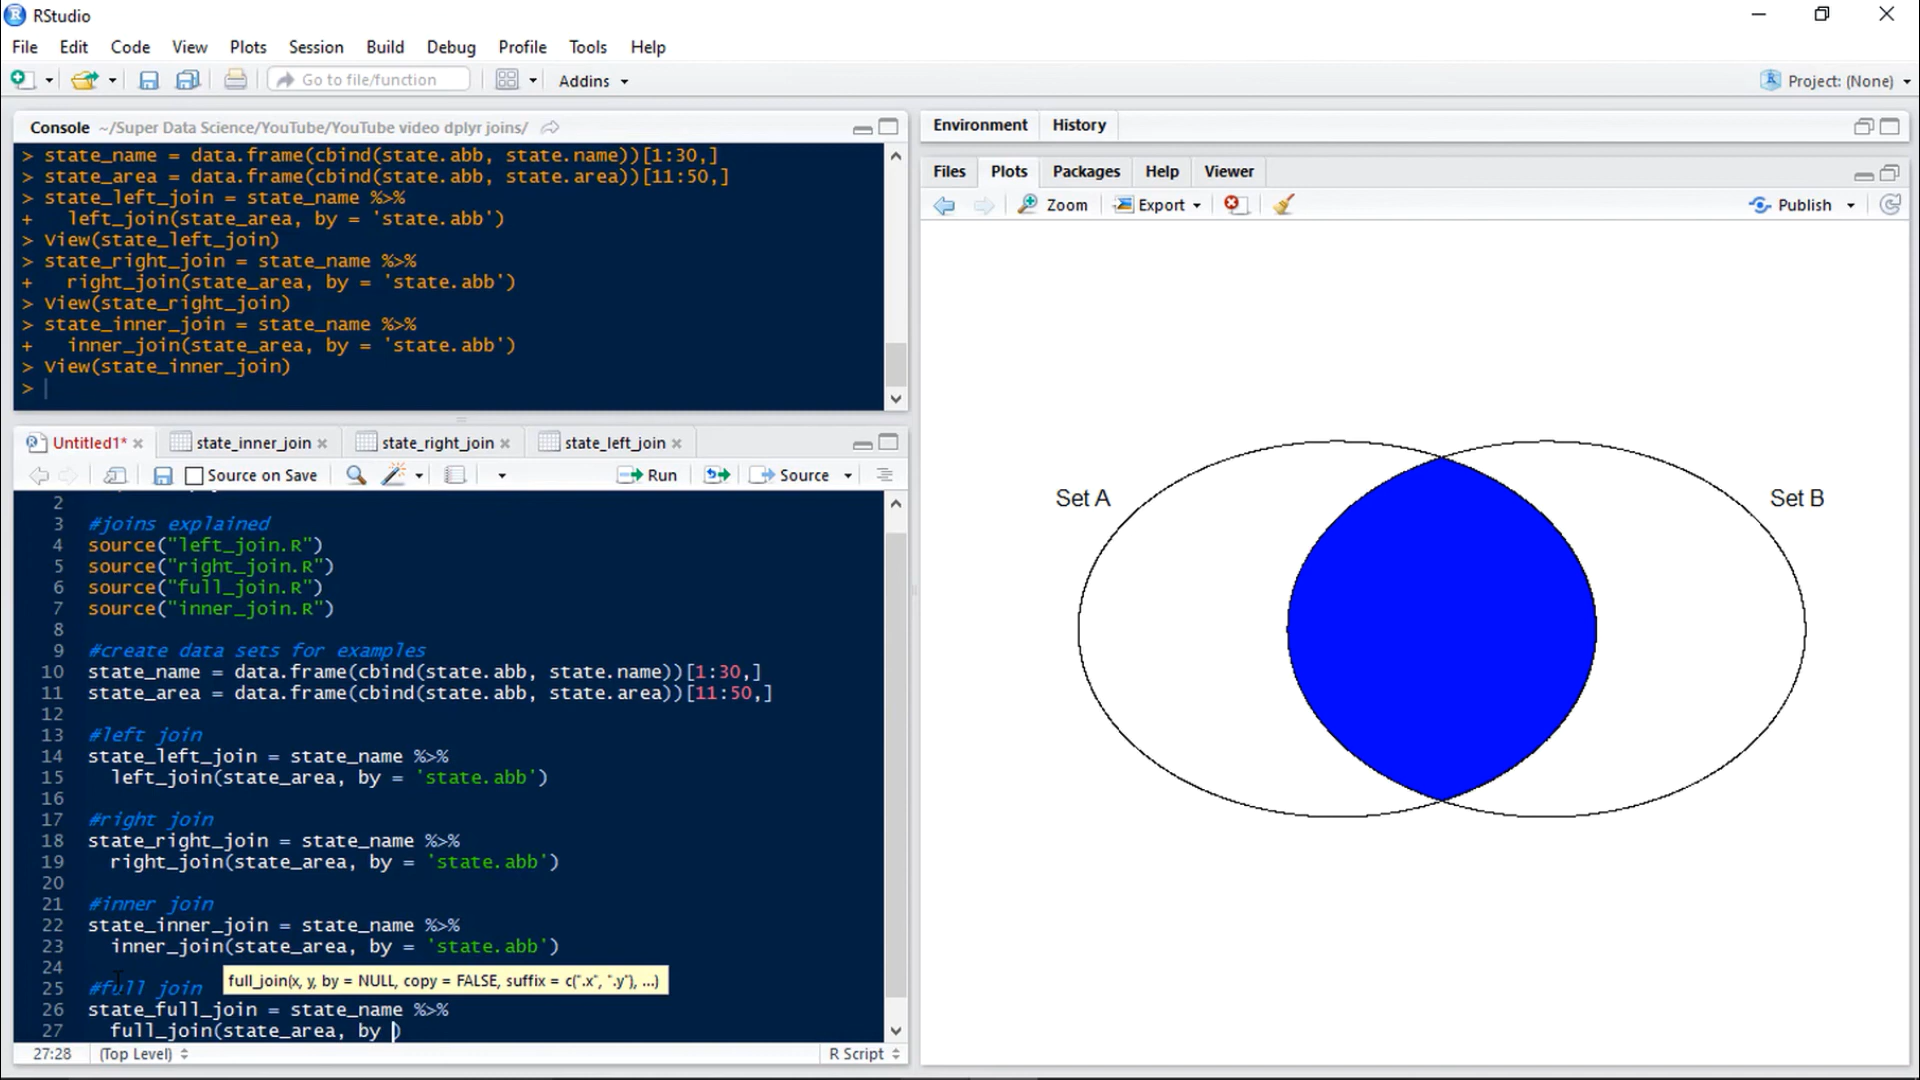 RStudio
File Edit Code View Plots Session Build Debug Profile Tools Help
Go to file/function Addins Project: (None)
Console ~/Super Data Science/YouTube/YouTube video dplyr joins/
> state_name = data.frame(cbind(state.abb, state.name))[1:30,]
> state_area = data.frame(cbind(state.abb, state.area))[11:50,]
> state_left_join = state_name %>%
+   left_join(state_area, by = 'state.abb')
> View(state_left_join)
> state_right_join = state_name %>%
+   right_join(state_area, by = 'state.abb')
> View(state_right_join)
> state_inner_join = state_name %>%
+   inner_join(state_area, by = 'state.abb')
> View(state_inner_join)
>
Untitled1* state_inner_join state_right_join state_left_join
Source on Save Run Source
2
3 #joins explained
4 source("left_join.R")
5 source("right_join.R")
6 source("full_join.R")
7 source("inner_join.R")
8
9 #create data sets for examples
10 state_name = data.frame(cbind(state.abb, state.name))[1:30,]
11 state_area = data.frame(cbind(state.abb, state.area))[11:50,]
12
13 #left join
14 state_left_join = state_name %>%
15   left_join(state_area, by = 'state.abb')
16
17 #right join
18 state_right_join = state_name %>%
19   right_join(state_area, by = 'state.abb')
20
21 #inner join
22 state_inner_join = state_name %>%
23   inner_join(state_area, by = 'state.abb')
24
full_join(x, y, by = NULL, copy = FALSE, suffix = c(".x", ".y"), ...)
25 #full join
26 state_full_join = state_name %>%
27   full_join(state_area, by )
27:28 (Top Level) R Script
Environment History
Files Plots Packages Help Viewer
Zoom Export Publish
Set A Set B